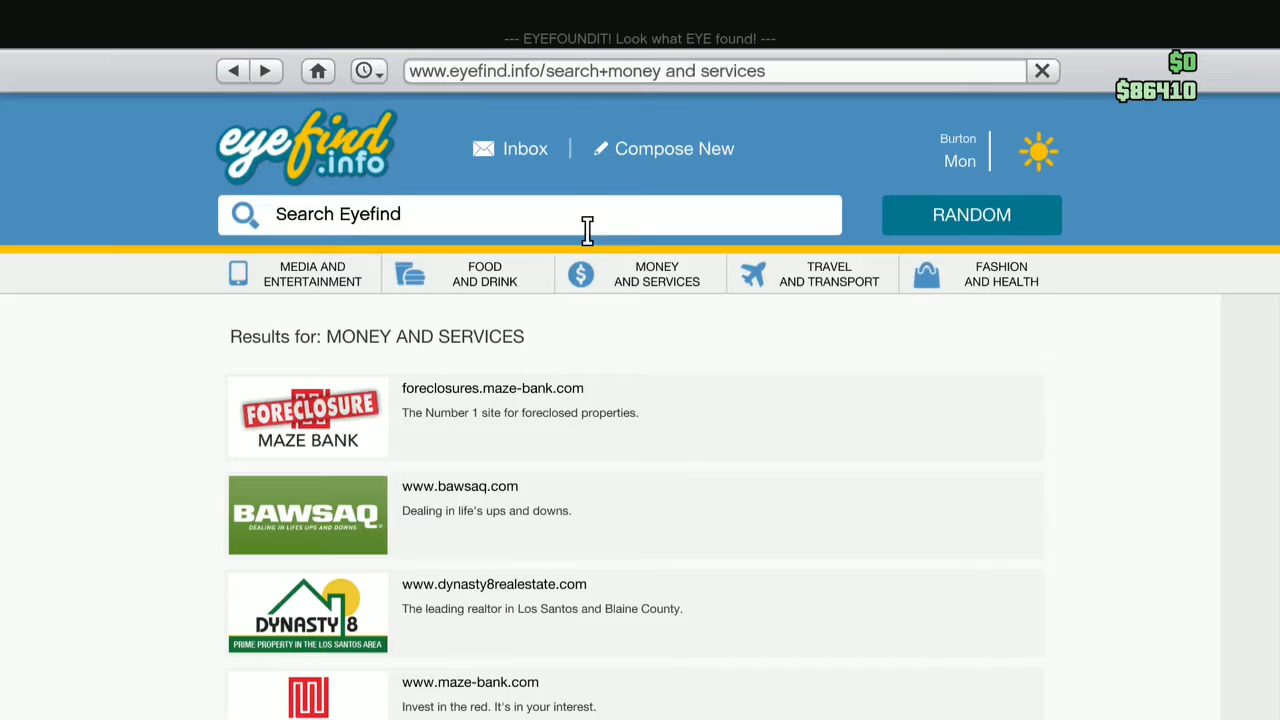 --- EYEFOUNDIT! Look what EYE found! ---
www.eyefind.info/search+money and services
$0
$86410
eyefind.info
Inbox
Compose New
Burton
Mon
Search Eyefind
RANDOM
MEDIA AND ENTERTAINMENT
FOOD AND DRINK
MONEY AND SERVICES
TRAVEL AND TRANSPORT
FASHION AND HEALTH
Results for: MONEY AND SERVICES
FORECLOSURE
MAZE BANK
foreclosures.maze-bank.com
The Number 1 site for foreclosed properties.
BAWSAQ
DEALING IN LIFE'S UPS AND DOWNS
www.bawsaq.com
Dealing in life's ups and downs.
DYNASTY 8
PRIME PROPERTY IN THE LOS SANTOS AREA
www.dynasty8realestate.com
The leading realtor in Los Santos and Blaine County.
www.maze-bank.com
Invest in the red. It's in your interest.